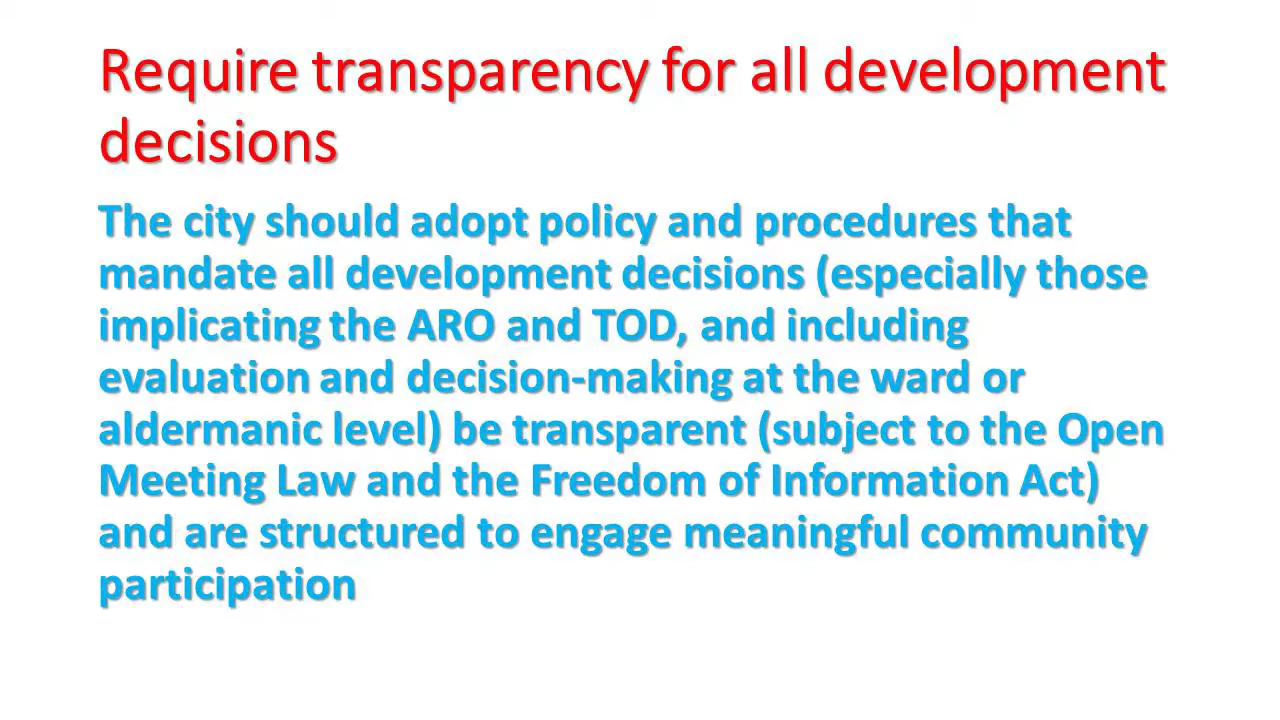 Require transparency for all development
decisions
The city should adopt policy and procedures that
mandate all development decisions (especially those
implicating the ARO and TOD, and including
evaluation and decision-making at the ward or
aldermanic level) be transparent (subject to the Open
Meeting Law and the Freedom of Information Act)
and are structured to engage meaningful community
participation